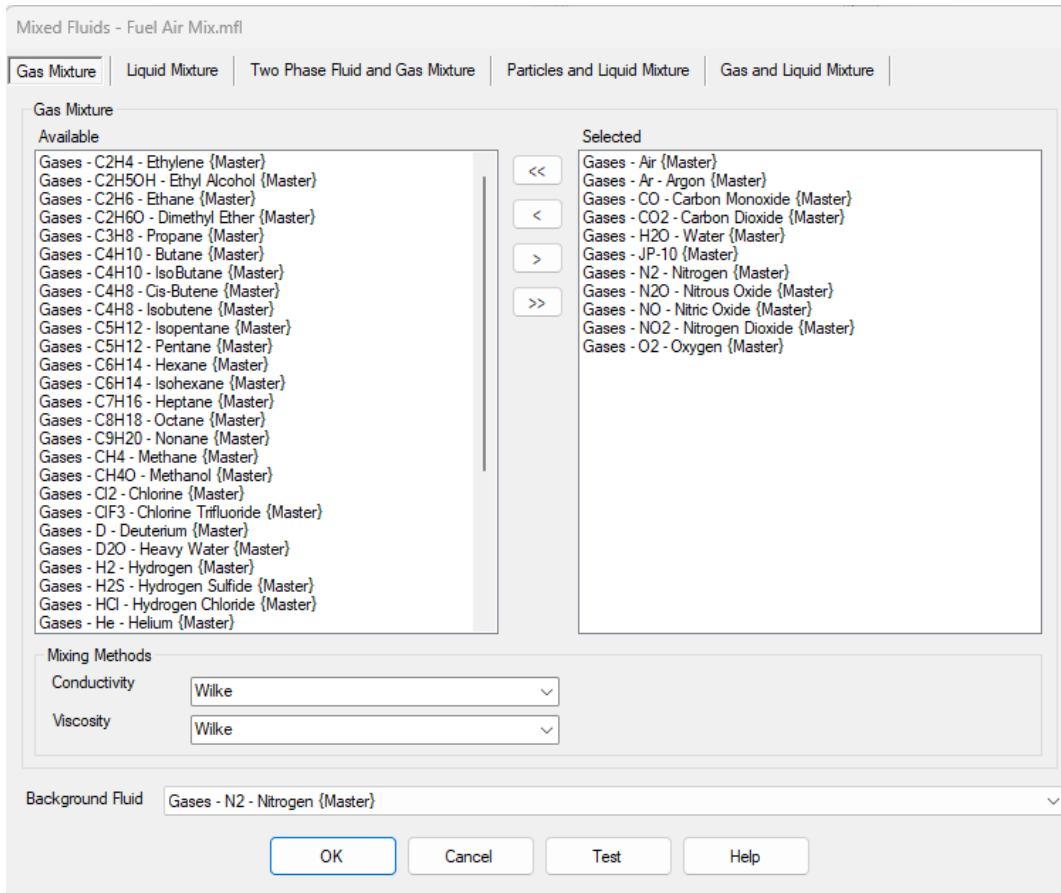 Mixed Fluids - Fuel Air Mix.mfl
Gas Mixture
Liquid Mixture
Two Phase Fluid and Gas Mixture
Particles and Liquid Mixture
Gas and Liquid Mixture
Gas Mixture
Available
Gases - C2H4 - Ethylene {Master}
Gases - C2H5OH - Ethyl Alcohol {Master}
Gases - C2H6 - Ethane {Master}
Gases - C2H6O - Dimethyl Ether {Master}
Gases - C3H8 - Propane {Master}
Gases - C4H10 - Butane {Master}
Gases - C4H10 - IsoButane {Master}
Gases - C4H8 - Cis-Butene {Master}
Gases - C4H8 - Isobutene {Master}
Gases - C5H12 - Isopentane {Master}
Gases - C5H12 - Pentane {Master}
Gases - C6H14 - Hexane {Master}
Gases - C6H14 - Isohexane {Master}
Gases - C7H16 - Heptane {Master}
Gases - C8H18 - Octane {Master}
Gases - C9H20 - Nonane {Master}
Gases - CH4 - Methane {Master}
Gases - CH4O - Methanol {Master}
Gases - Cl2 - Chlorine {Master}
Gases - ClF3 - Chlorine Trifluoride {Master}
Gases - D - Deuterium {Master}
Gases - D2O - Heavy Water {Master}
Gases - H2 - Hydrogen {Master}
Gases - H2S - Hydrogen Sulfide {Master}
Gases - HCl - Hydrogen Chloride {Master}
Gases - He - Helium {Master}
<<
<
>
>>
Selected
Gases - Air {Master}
Gases - Ar - Argon {Master}
Gases - CO - Carbon Monoxide {Master}
Gases - CO2 - Carbon Dioxide {Master}
Gases - H2O - Water {Master}
Gases - JP-10 {Master}
Gases - N2 - Nitrogen {Master}
Gases - N2O - Nitrous Oxide {Master}
Gases - NO - Nitric Oxide {Master}
Gases - NO2 - Nitrogen Dioxide {Master}
Gases - O2 - Oxygen {Master}
Mixing Methods
Conductivity
Wilke
Viscosity
Wilke
Background Fluid
Gases - N2 - Nitrogen {Master}
OK
Cancel
Test
Help